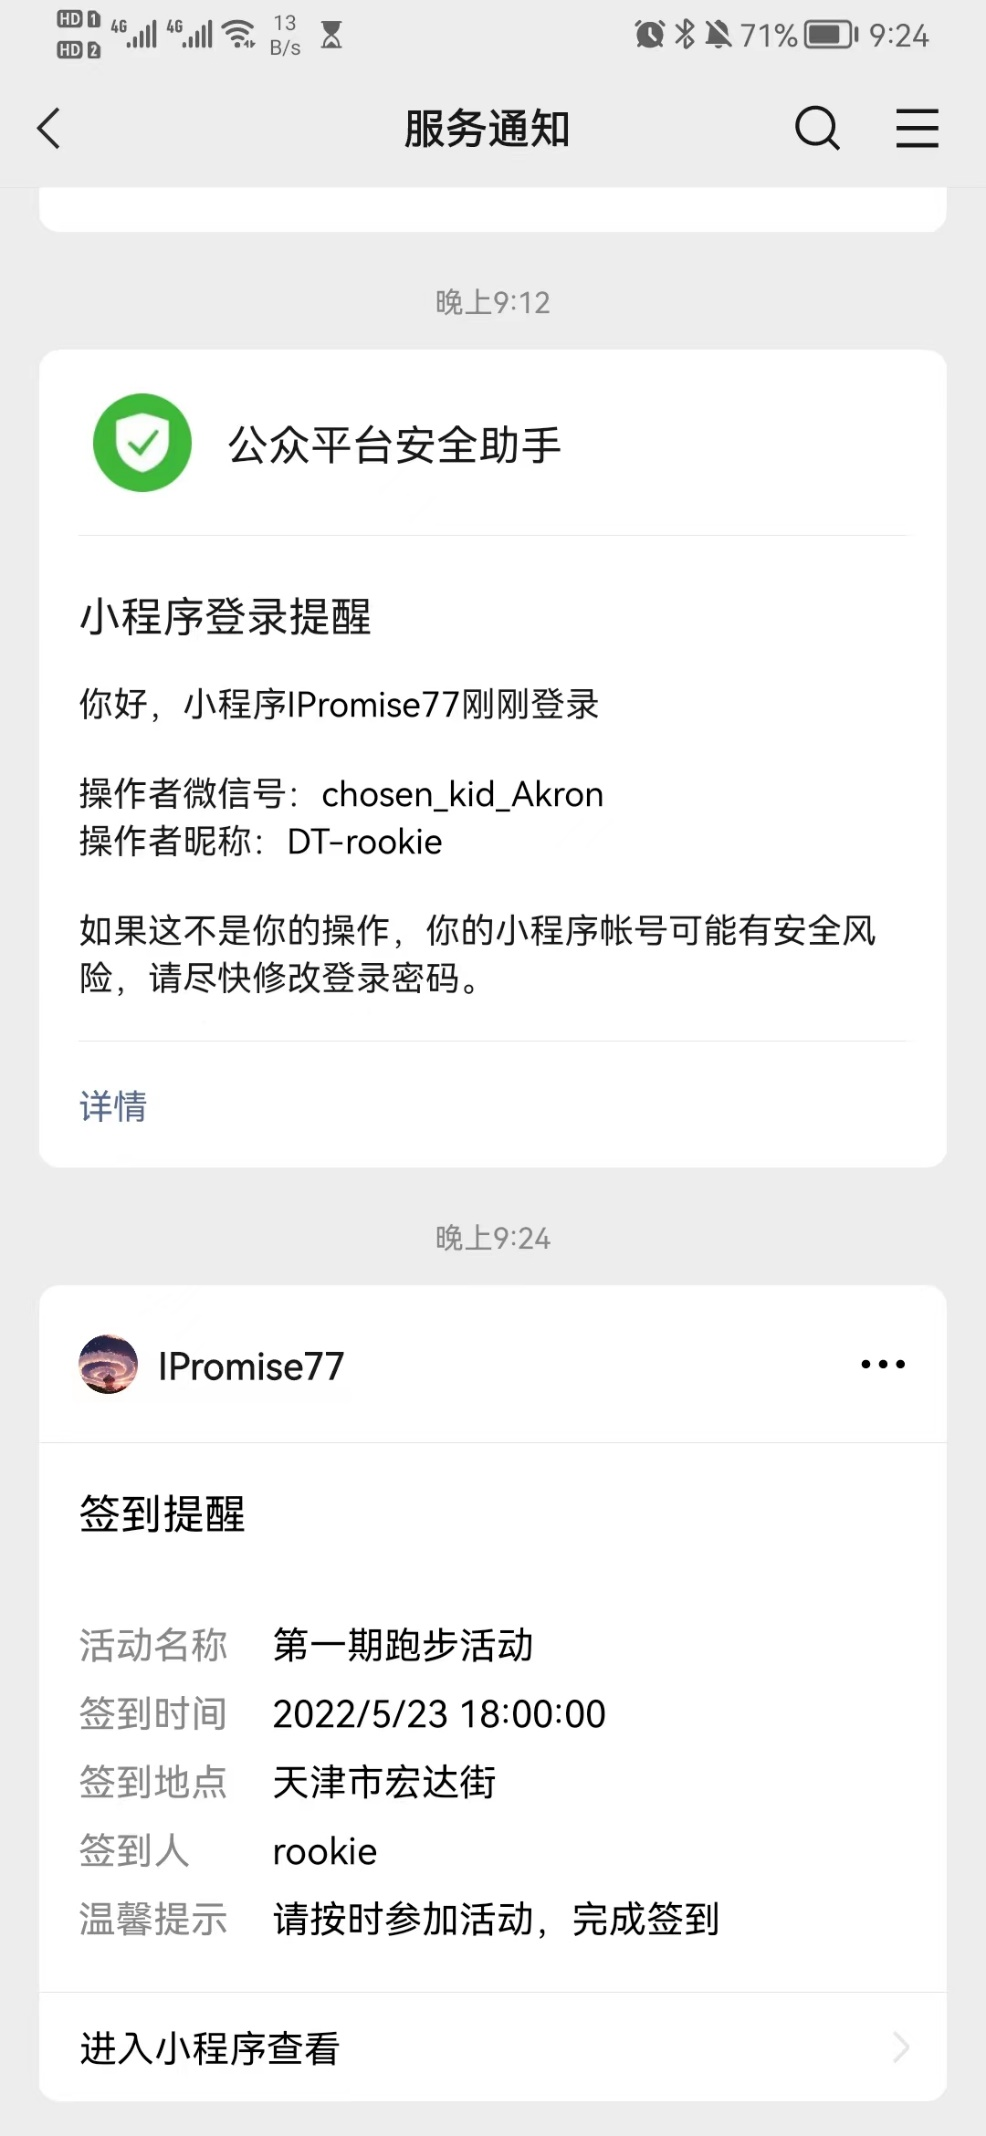 HD 1 4G 4G 13 71% 9:24
HD 2 B/s
服务通知
晚上9:12
公众平台安全助手
小程序登录提醒
你好，小程序IPromise77刚刚登录
操作者微信号：chosen_kid_Akron
操作者昵称：DT-rookie
如果这不是你的操作，你的小程序帐号可能有安全风
险，请尽快修改登录密码。
详情
晚上9:24
IPromise77
签到提醒
活动名称 第一期跑步活动
签到时间 2022/5/23 18:00:00
签到地点 天津市宏达街
签到人 rookie
温馨提示 请按时参加活动，完成签到
进入小程序查看